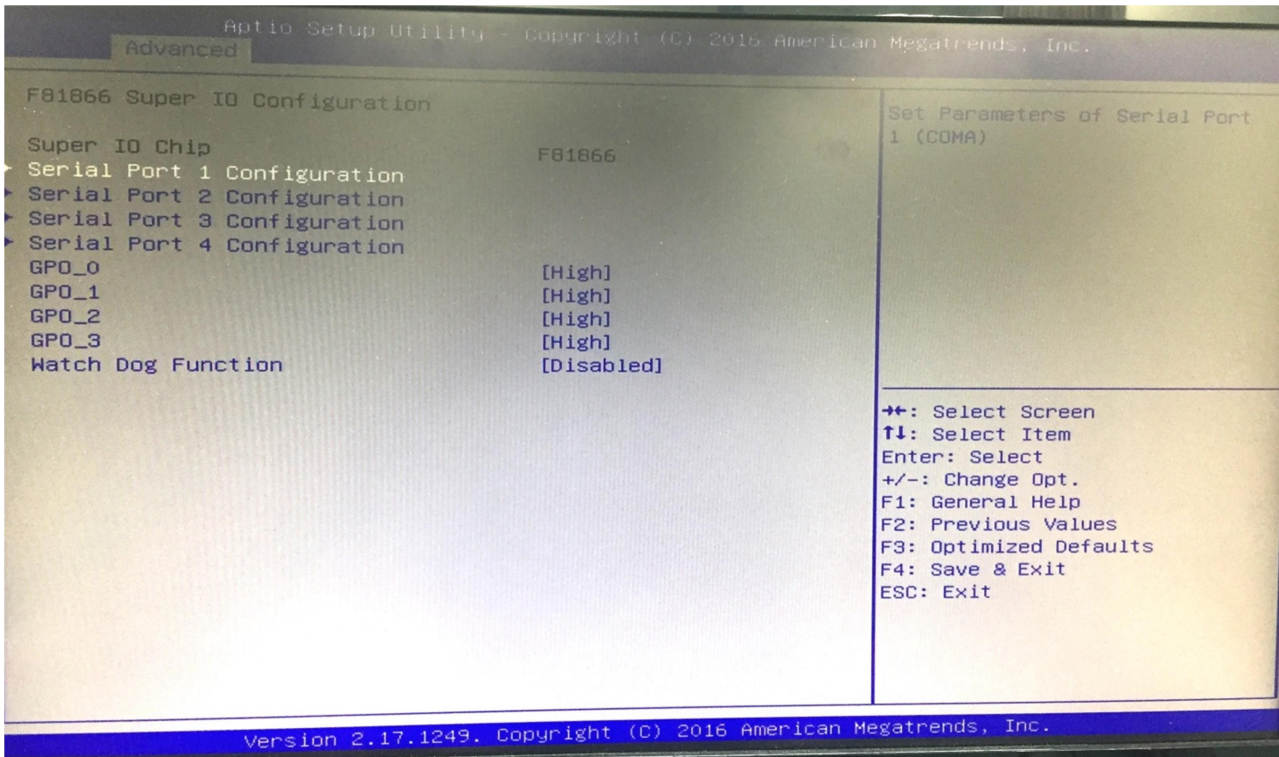 Aptio Setup Utility - Copyright (C) 2016 American Megatrends, Inc.
Advanced
F81866 Super IO Configuration
Super IO Chip F81866
Serial Port 1 Configuration
Serial Port 2 Configuration
Serial Port 3 Configuration
Serial Port 4 Configuration
GPO_0 [High]
GPO_1 [High]
GPO_2 [High]
GPO_3 [High]
Watch Dog Function [Disabled]
Set Parameters of Serial Port
1 (COMA)
→←: Select Screen
↑↓: Select Item
Enter: Select
+/-: Change Opt.
F1: General Help
F2: Previous Values
F3: Optimized Defaults
F4: Save & Exit
ESC: Exit
Version 2.17.1249. Copyright (C) 2016 American Megatrends, Inc.